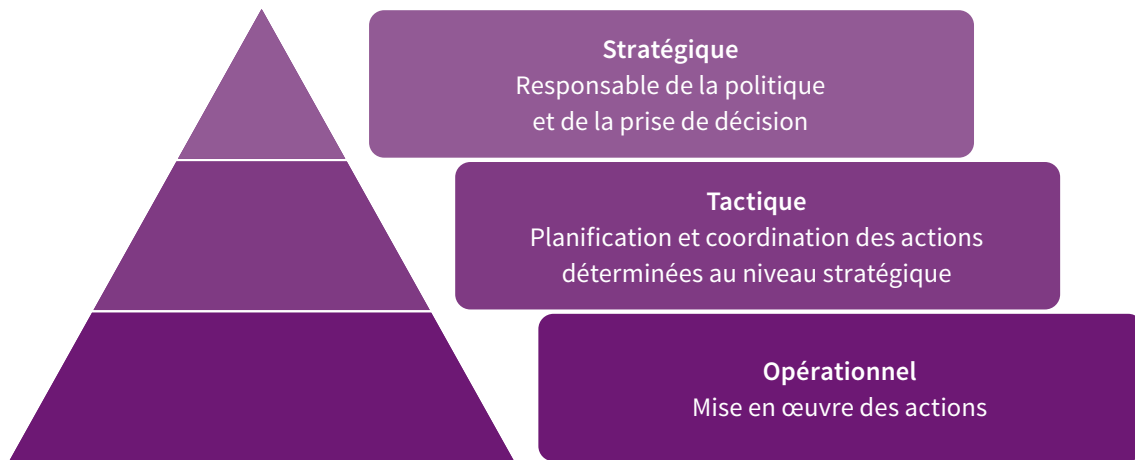 Stratégique
Responsable de la politique
et de la prise de décision
Tactique
Planification et coordination des actions
déterminées au niveau stratégique
Opérationnel
Mise en œuvre des actions